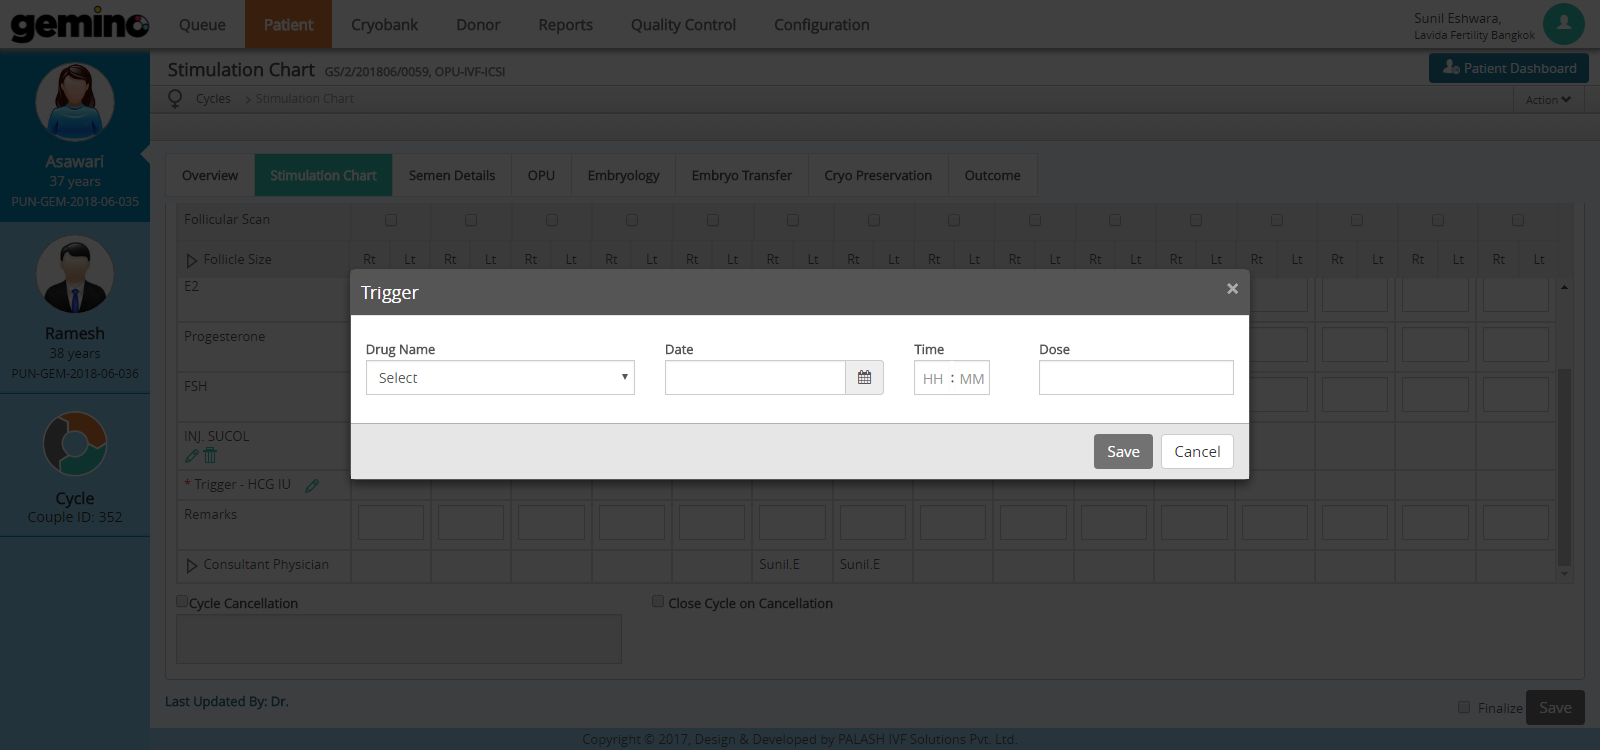 gemino Queue Patient Cryobank Donor Reports Quality Control Configuration
Sunil Eshwara,
Lavida Fertility Bangkok
Stimulation Chart GS/2/201806/0059, OPU-IVF-ICSI
Patient Dashboard
Cycles Stimulation Chart
Action
Asawari
37 years
PUN-GEM-2018-06-035
Ramesh
38 years
PUN-GEM-2018-06-036
Cycle
Couple ID: 352
Overview Stimulation Chart Semen Details OPU Embryology Embryo Transfer Cryo Preservation Outcome
Follicular Scan
Follicle Size Rt Lt Rt Lt Rt Lt Rt Lt Rt Lt Rt Lt Rt Lt Rt Lt Rt Lt Rt Lt Rt Lt Rt Lt Rt Lt Rt Lt Rt Lt
E2
Progesterone
FSH
INJ. SUCOL
* Trigger - HCG IU
Remarks
Consultant Physician Sunil.E Sunil.E
Trigger ×
Drug Name Date Time Dose
Select HH : MM
Save Cancel
Cycle Cancellation Close Cycle on Cancellation
Last Updated By: Dr.
Finalize Save
Copyright © 2017, Design & Developed by PALASH IVF Solutions Pvt. Ltd.